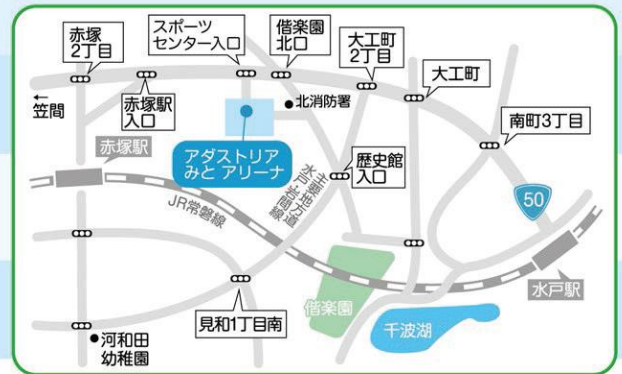 赤塚
2丁目
スポーツ
センター入口
偕楽園
北口
大工町
2丁目
大工町
←
笠間
赤塚駅
入口
北消防署
南町3丁目
赤塚駅
アダストリア
みと アリーナ
歴史館
入口
主要地方道
水戸・岩間線
50
JR常磐線
見和1丁目南
偕楽園
千波湖
水戸駅
河和田
幼稚園